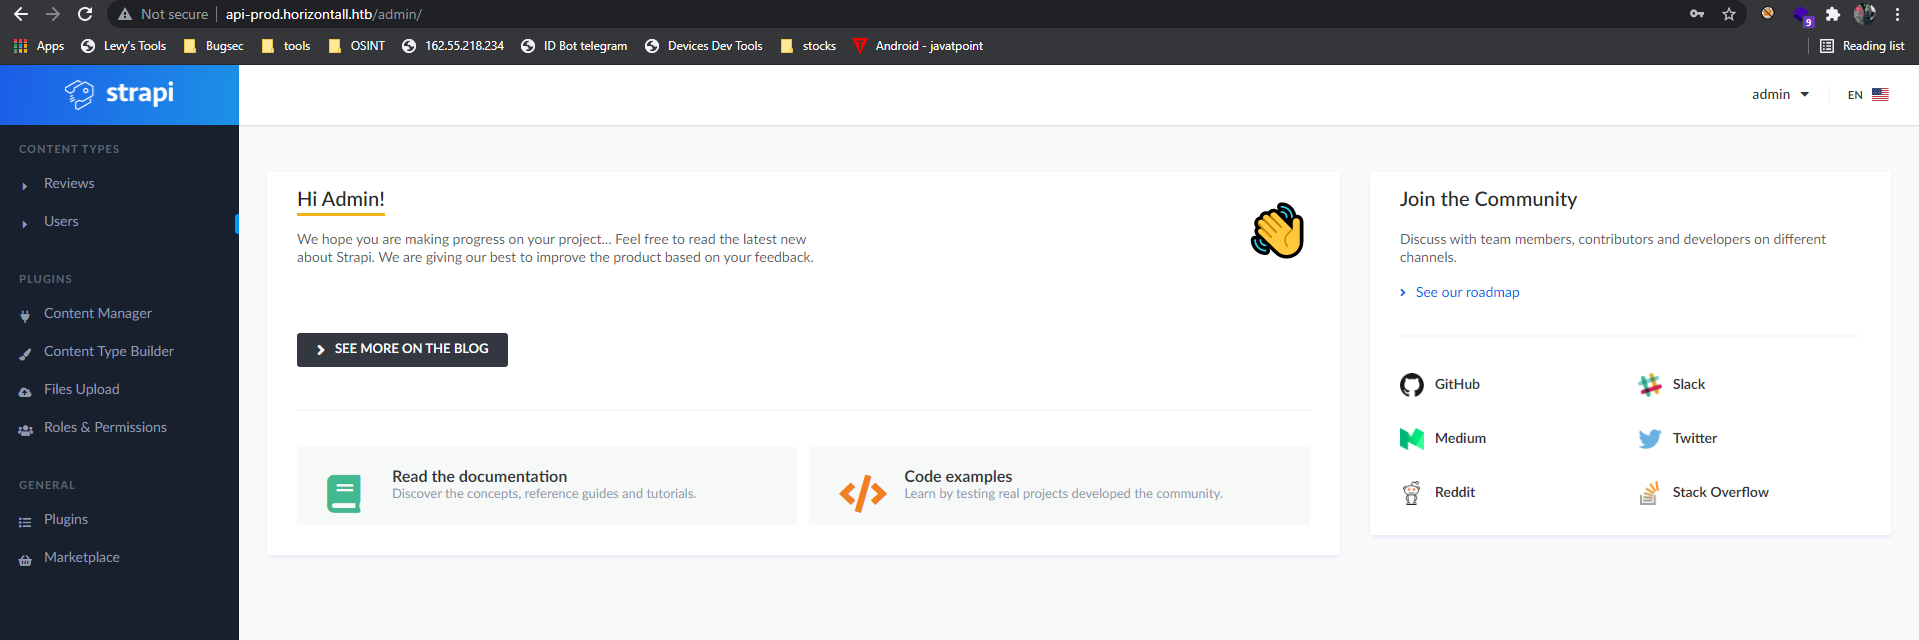 Not secure | api-prod.horizontall.htb/admin/
9
Apps Levy's Tools Bugsec tools OSINT 162.55.218.234 ID Bot telegram Devices Dev Tools stocks Android - javatpoint Reading list
strapi
admin EN
CONTENT TYPES
Reviews
Users
PLUGINS
Content Manager
Content Type Builder
Files Upload
Roles & Permissions
GENERAL
Plugins
Marketplace
Hi Admin!
We hope you are making progress on your project... Feel free to read the latest new
about Strapi. We are giving our best to improve the product based on your feedback.
SEE MORE ON THE BLOG
Read the documentation
Discover the concepts, reference guides and tutorials.
Code examples
Learn by testing real projects developed the community.
Join the Community
Discuss with team members, contributors and developers on different
channels.
See our roadmap
GitHub Slack
Medium Twitter
Reddit Stack Overflow